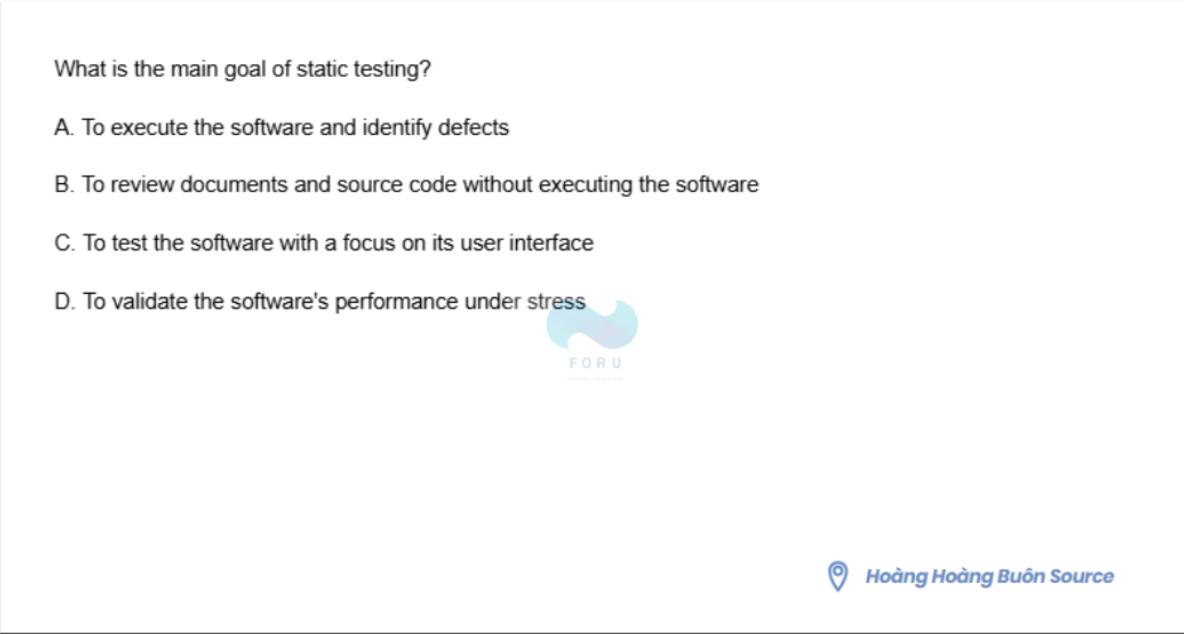 What is the main goal of static testing?
A. To execute the software and identify defects
B. To review documents and source code without executing the software
C. To test the software with a focus on its user interface
D. To validate the software's performance under stress
FORU
Hoàng Hoàng Buôn Source